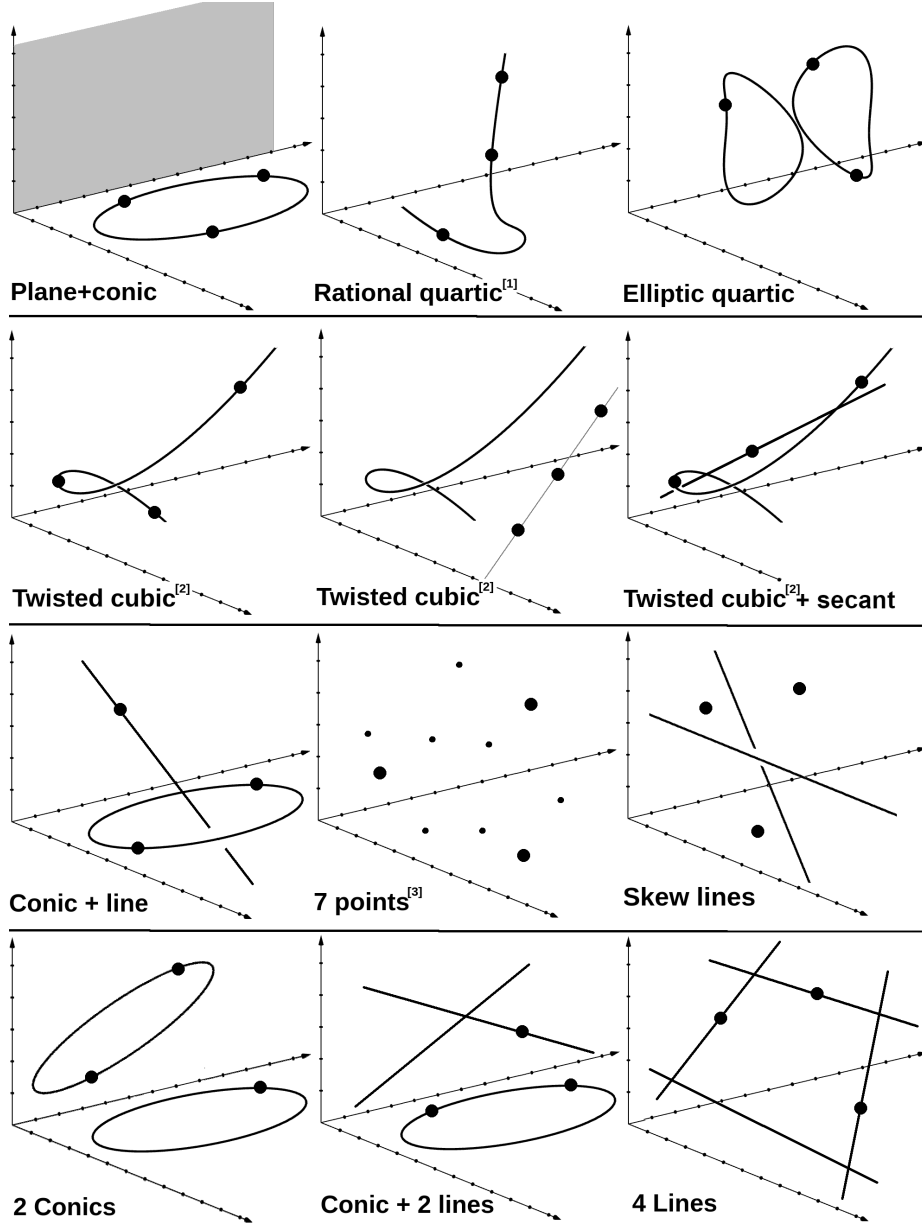 Plane+conic
Rational quartic[1]
Elliptic quartic
Twisted cubic[2]
Twisted cubic[2]
Twisted cubic[2]+ secant
Conic + line
7 points[3]
Skew lines
2 Conics
Conic + 2 lines
4 Lines